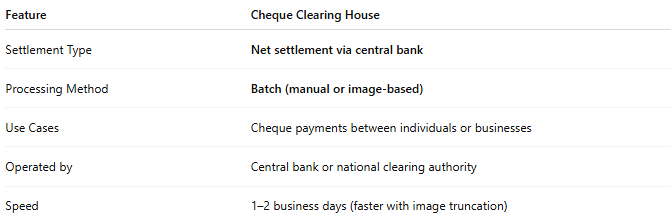 Feature Cheque Clearing House
Settlement Type Net settlement via central bank
Processing Method Batch (manual or image-based)
Use Cases Cheque payments between individuals or businesses
Operated by Central bank or national clearing authority
Speed 1–2 business days (faster with image truncation)